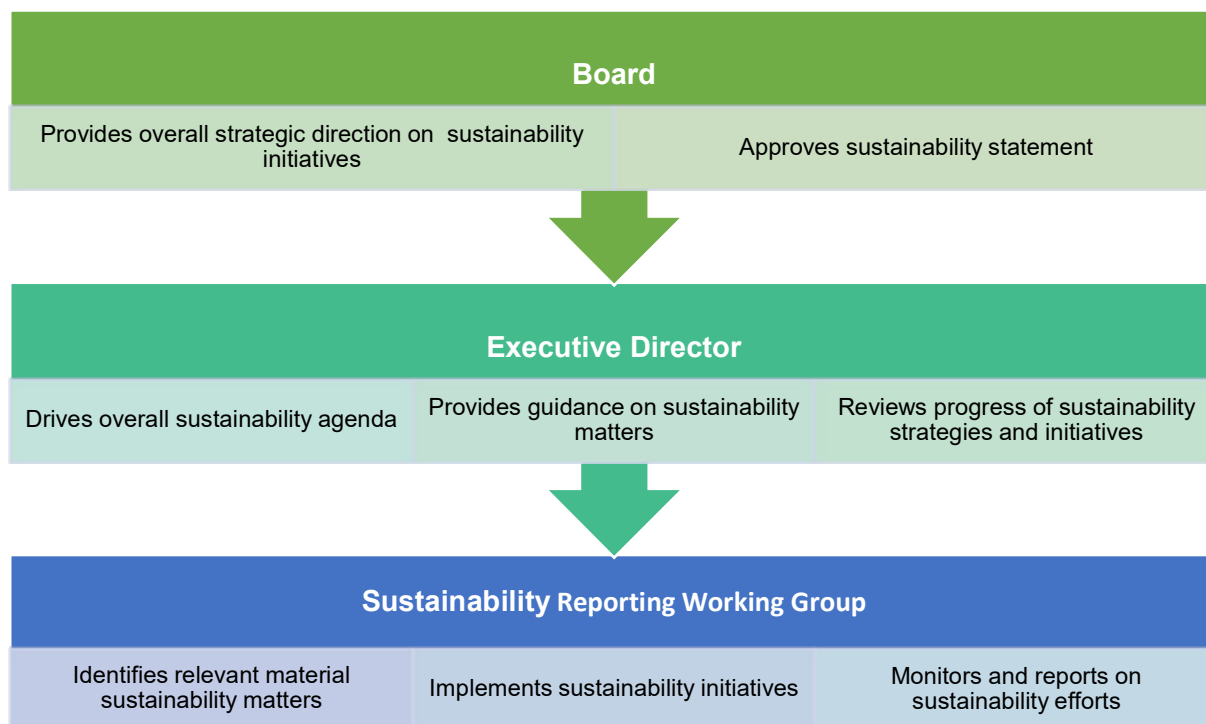 Board
Provides overall strategic direction on  sustainability
initiatives
Approves sustainability statement
Executive Director
Drives overall sustainability agenda
Provides guidance on sustainability
matters
Reviews progress of sustainability
strategies and initiatives
Sustainability Reporting Working Group
Identifies relevant material
sustainability matters
Implements sustainability initiatives
Monitors and reports on
sustainability efforts